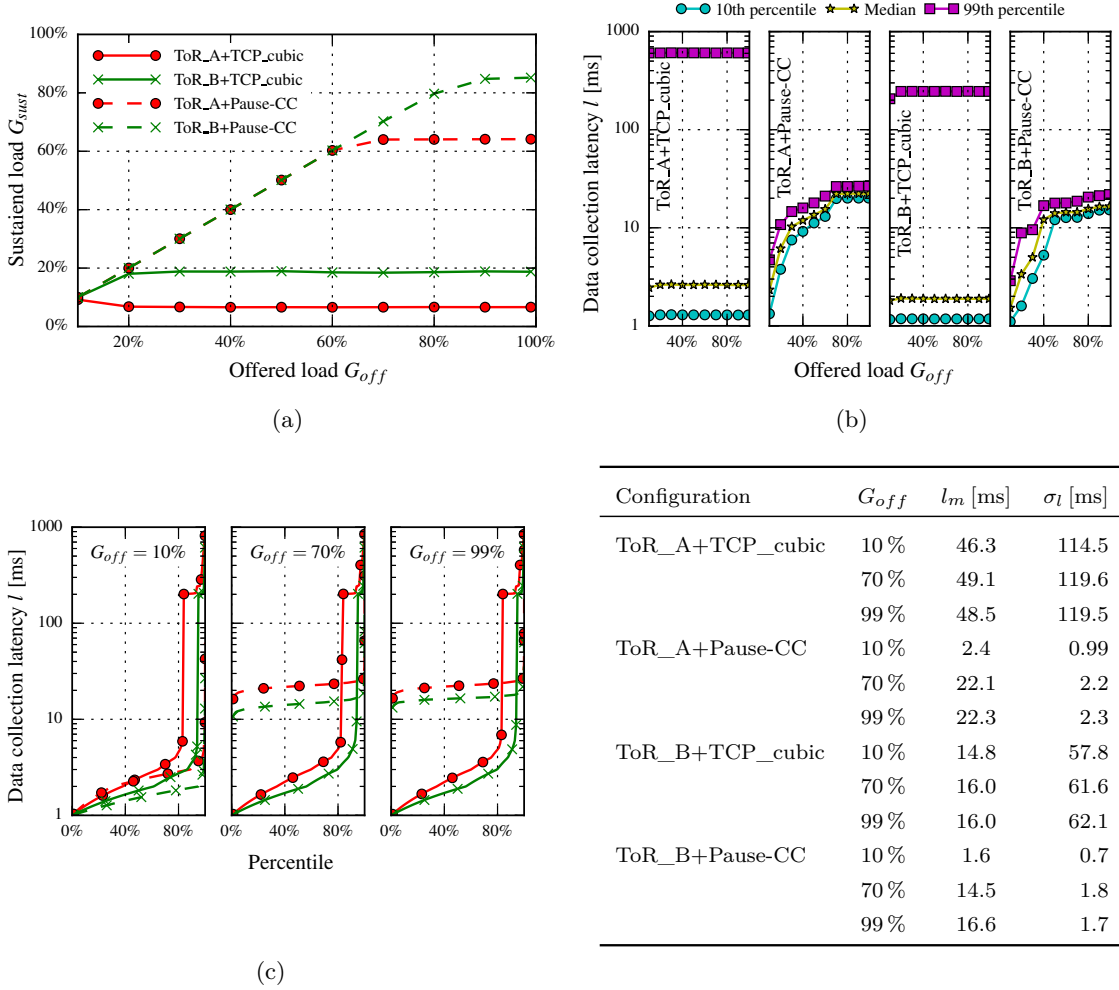 100%
80%
60%
40%
20%
0%
Sustaiend load G_sust
ToR_A+TCP_cubic
ToR_B+TCP_cubic
ToR_A+Pause-CC
ToR_B+Pause-CC
20% 40% 60% 80% 100%
Offered load G_off
(a)
10th percentile Median 99th percentile
1000
100
10
1
Data collection latency l [ms]
ToR_A+TCP_cubic
ToR_A+Pause-CC
ToR_B+TCP_cubic
ToR_B+Pause-CC
40% 80% 40% 80% 40% 80% 40% 80%
Offered load G_off
(b)
1000
100
10
1
Data collection latency l [ms]
G_off = 10% G_off = 70% G_off = 99%
0% 40% 80% 0% 40% 80% 0% 40% 80%
Percentile
(c)
Configuration G_off l_m [ms] σ_l [ms]
ToR_A+TCP_cubic 10 % 46.3 114.5
70 % 49.1 119.6
99 % 48.5 119.5
ToR_A+Pause-CC 10 % 2.4 0.99
70 % 22.1 2.2
99 % 22.3 2.3
ToR_B+TCP_cubic 10 % 14.8 57.8
70 % 16.0 61.6
99 % 16.0 62.1
ToR_B+Pause-CC 10 % 1.6 0.7
70 % 14.5 1.8
99 % 16.6 1.7